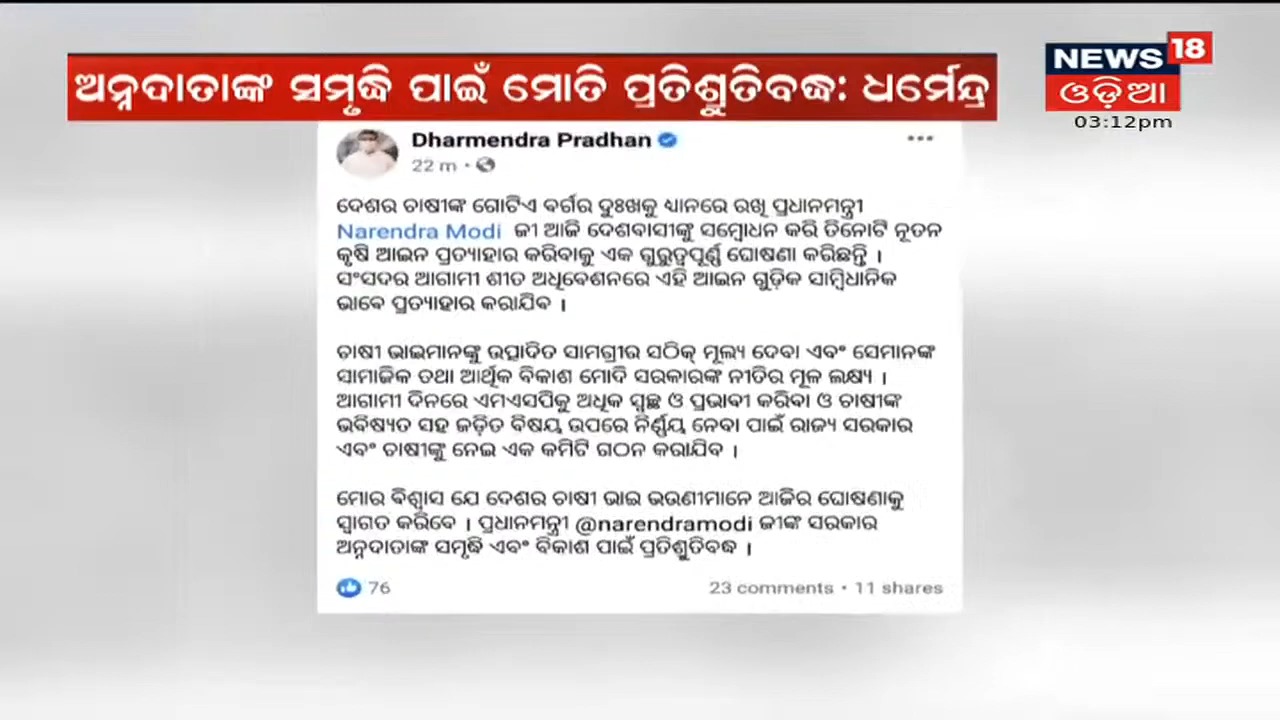 ଅନ୍ନଦାତାଙ୍କ ସମୃଦ୍ଧି ପାଇଁ ମୋଡି ପ୍ରତିଶ୍ରୁତିବଦ୍ଧ: ଧର୍ମେନ୍ଦ୍ର
NEWS 18
ଓଡ଼ିଆ
03:12pm
Dharmendra Pradhan
22 m
ଦେଶର ଚାଷୀଙ୍କ ଗୋଟିଏ ବର୍ଗର ଦୁଃଖକୁ ଧ୍ୟାନରେ ରଖି ପ୍ରଧାନମନ୍ତ୍ରୀ
Narendra Modi ଜୀ ଆଜି ଦେଶବାସୀଙ୍କୁ ସମ୍ବୋଧନ କରି ତିନୋଟି ନୂତନ
କୃଷି ଆଇନ ପ୍ରତ୍ୟାହାର କରିବାକୁ ଏକ ଗୁରୁତ୍ୱପୂର୍ଣ୍ଣ ଘୋଷଣା କରିଛନ୍ତି ।
ସଂସଦର ଆଗାମୀ ଶୀତ ଅଧିବେଶନରେ ଏହି ଆଇନ ଗୁଡ଼ିକ ସାମ୍ବିଧାନିକ
ଭାବେ ପ୍ରତ୍ୟାହାର କରାଯିବ ।
ଚାଷୀ ଭାଇମାନଙ୍କୁ ଉତ୍ପାଦିତ ସାମଗ୍ରୀର ସଠିକ୍ ମୂଲ୍ୟ ଦେବା ଏବଂ ସେମାନଙ୍କ
ସାମାଜିକ ତଥା ଆର୍ଥିକ ବିକାଶ ମୋଦି ସରକାରଙ୍କ ନୀତିର ମୂଳ ଲକ୍ଷ୍ୟ ।
ଆଗାମୀ ଦିନରେ ଏମଏସପିକୁ ଅଧିକ ସ୍ୱଚ୍ଛ ଓ ପ୍ରଭାବୀ କରିବା ଓ ଚାଷୀଙ୍କ
ଭବିଷ୍ୟତ ସହ ଜଡ଼ିତ ବିଷୟ ଉପରେ ନିର୍ଣ୍ଣୟ ନେବା ପାଇଁ ରାଜ୍ୟ ସରକାର
ଏବଂ ଚାଷୀଙ୍କୁ ନେଇ ଏକ କମିଟି ଗଠନ କରାଯିବ ।
ମୋର ବିଶ୍ୱାସ ଯେ ଦେଶର ଚାଷୀ ଭାଇ ଭଉଣୀମାନେ ଆଜିର ଘୋଷଣାକୁ
ସ୍ୱାଗତ କରିବେ । ପ୍ରଧାନମନ୍ତ୍ରୀ @narendramodi ଜୀଙ୍କ ସରକାର
ଅନ୍ନଦାତାଙ୍କ ସମୃଦ୍ଧି ଏବଂ ବିକାଶ ପାଇଁ ପ୍ରତିଶ୍ରୁତିବଦ୍ଧ ।
76
23 comments · 11 shares